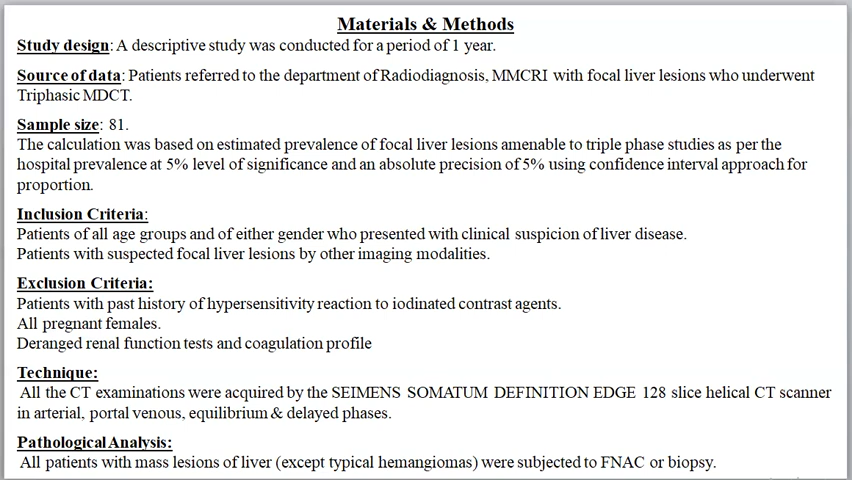 Materials & Methods
Study design: A descriptive study was conducted for a period of 1 year.
Source of data: Patients referred to the department of Radiodiagnosis, MMCRI with focal liver lesions who underwent
Triphasic MDCT.
Sample size: 81.
The calculation was based on estimated prevalence of focal liver lesions amenable to triple phase studies as per the
hospital prevalence at 5% level of significance and an absolute precision of 5% using confidence interval approach for
proportion.
Inclusion Criteria:
Patients of all age groups and of either gender who presented with clinical suspicion of liver disease.
Patients with suspected focal liver lesions by other imaging modalities.
Exclusion Criteria:
Patients with past history of hypersensitivity reaction to iodinated contrast agents.
All pregnant females.
Deranged renal function tests and coagulation profile
Technique:
All the CT examinations were acquired by the SEIMENS SOMATUM DEFINITION EDGE 128 slice helical CT scanner
in arterial, portal venous, equilibrium & delayed phases.
Pathological Analysis:
All patients with mass lesions of liver (except typical hemangiomas) were subjected to FNAC or biopsy.